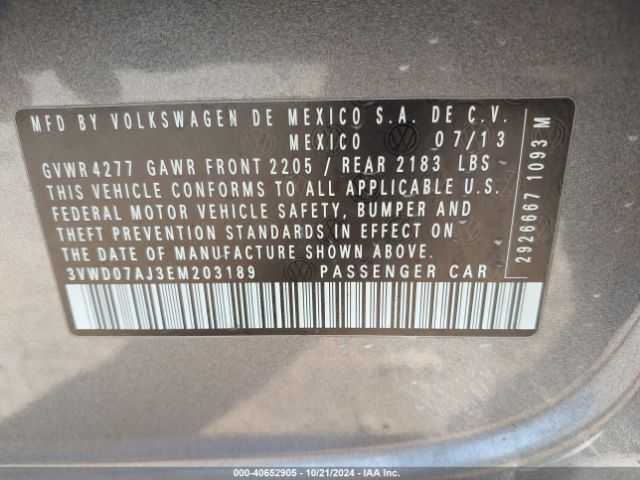 MFD BY VOLKSWAGEN DE MEXICO S.A. DE C.V.
MEXICO 07/13
GVWR 4277 GAWR FRONT 2205 / REAR 2183 LBS
THIS VEHICLE CONFORMS TO ALL APPLICABLE U.S.
FEDERAL MOTOR VEHICLE SAFETY, BUMPER AND
THEFT PREVENTION STANDARDS IN EFFECT ON
THE DATE OF MANUFACTURE SHOWN ABOVE.
3VWD07AJ3EM203189 PASSENGER CAR
2926667 1093 M
000-40652905 - 10/21/2024 - IAA Inc.